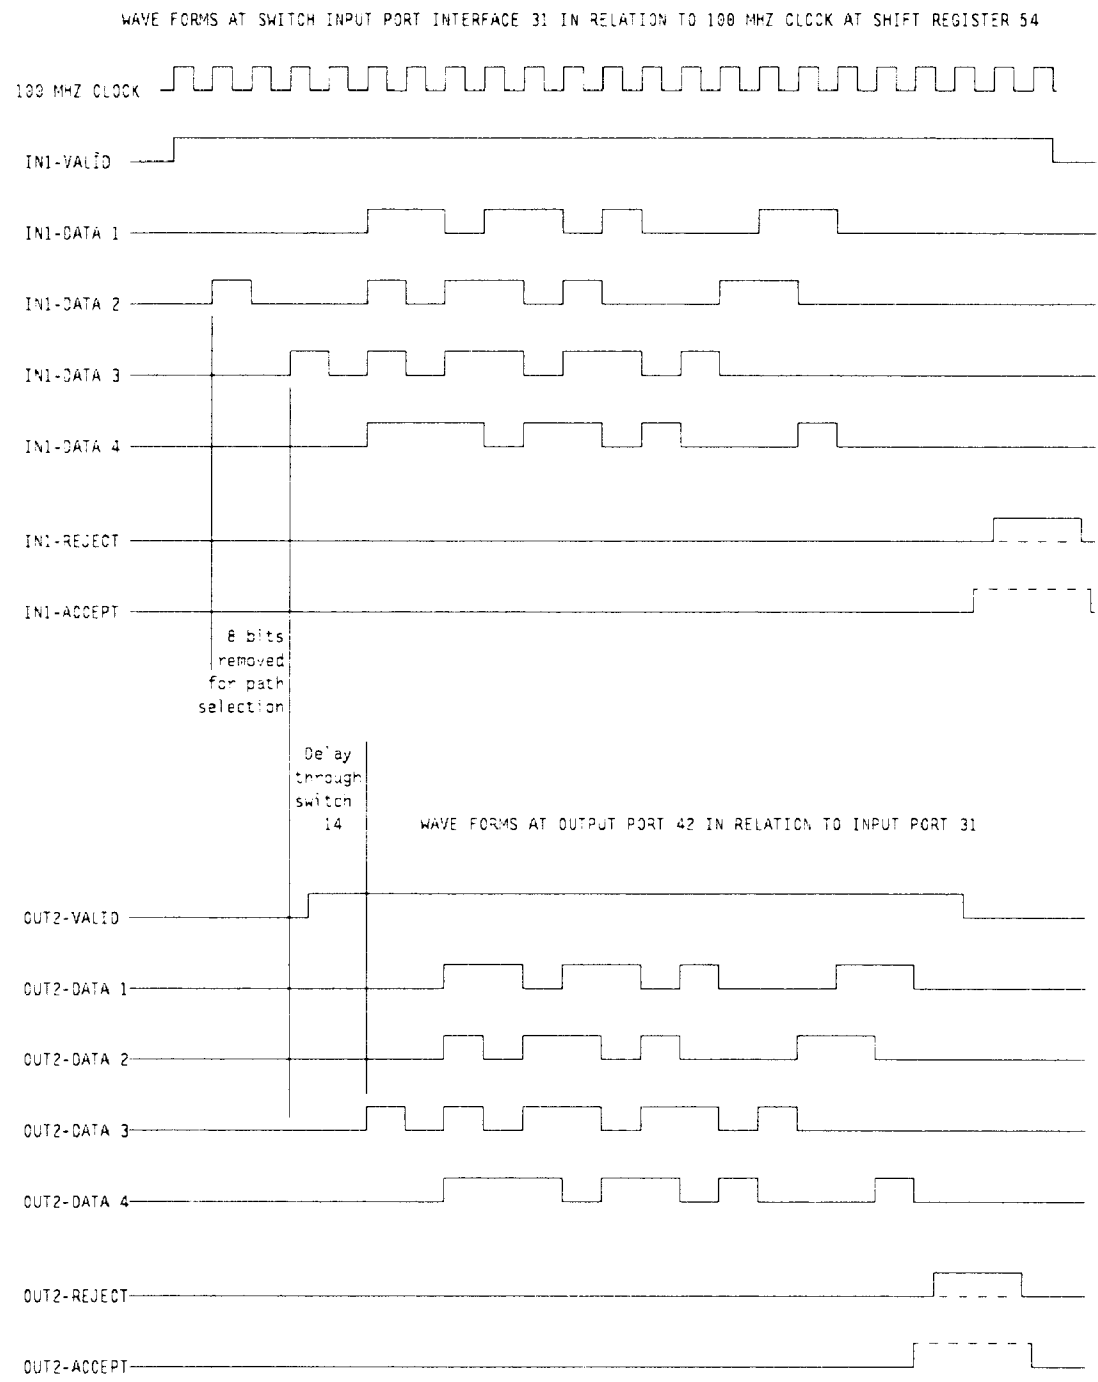 WAVE FORMS AT SWITCH INPUT PORT INTERFACE 31 IN RELATION TO 100 MHZ CLOCK AT SHIFT REGISTER 54
100 MHZ CLOCK
IN1-VALID
IN1-DATA 1
IN1-DATA 2
IN1-DATA 3
IN1-DATA 4
IN1-REJECT
IN1-ACCEPT
8 bits
removed
for path
selection
Delay
through
switch
14
WAVE FORMS AT OUTPUT PORT 42 IN RELATION TO INPUT PORT 31
OUT2-VALID
OUT2-DATA 1
OUT2-DATA 2
OUT2-DATA 3
OUT2-DATA 4
OUT2-REJECT
OUT2-ACCEPT